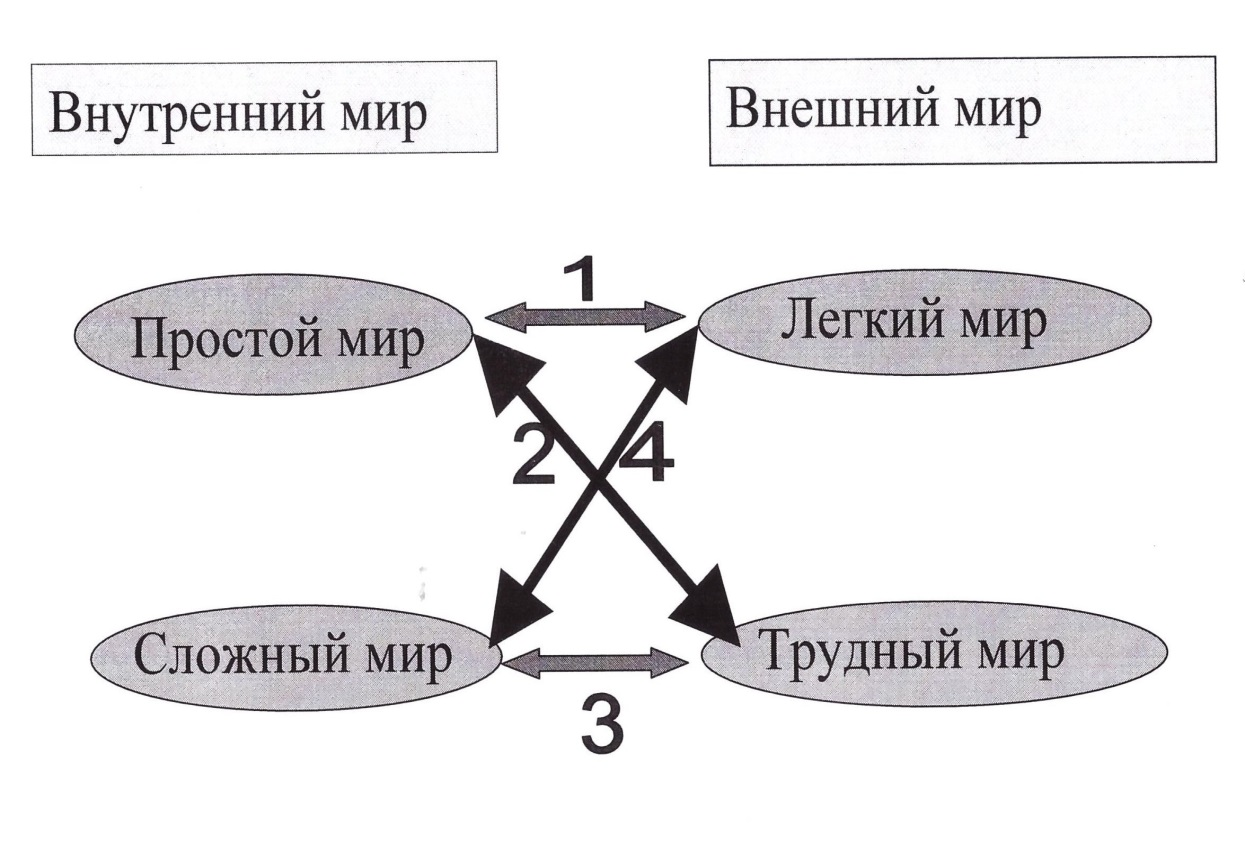 Внутренний мир
Внешний мир
1
Простой мир
Легкий мир
2
4
Сложный мир
Трудный мир
3